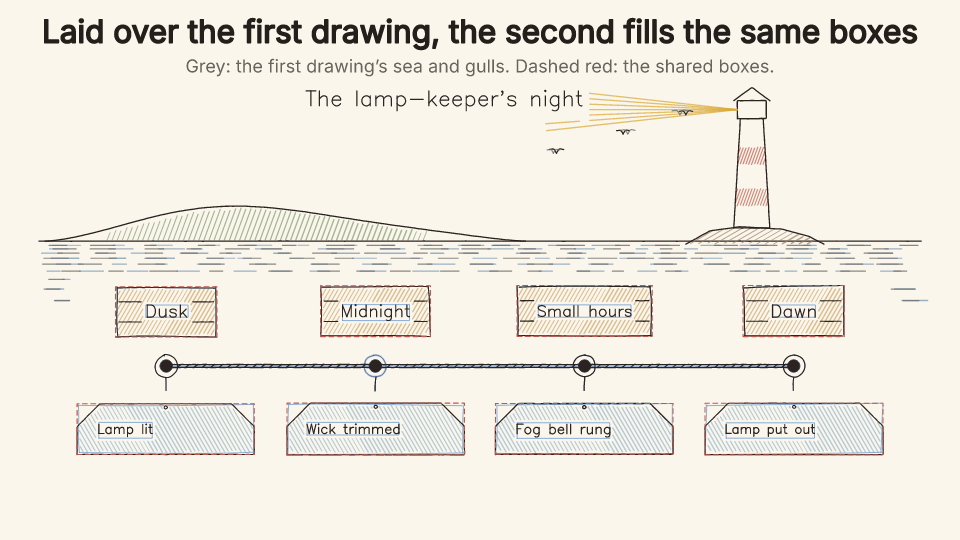 Laid over the first drawing, the second fills the same boxes
Grey: the first drawing’s sea and gulls. Dashed red: the shared boxes.
The lamp–keeper’s night
Dusk
Midnight
Small hours
Dawn
Lamp lit
Wick trimmed
Fog bell rung
Lamp put out